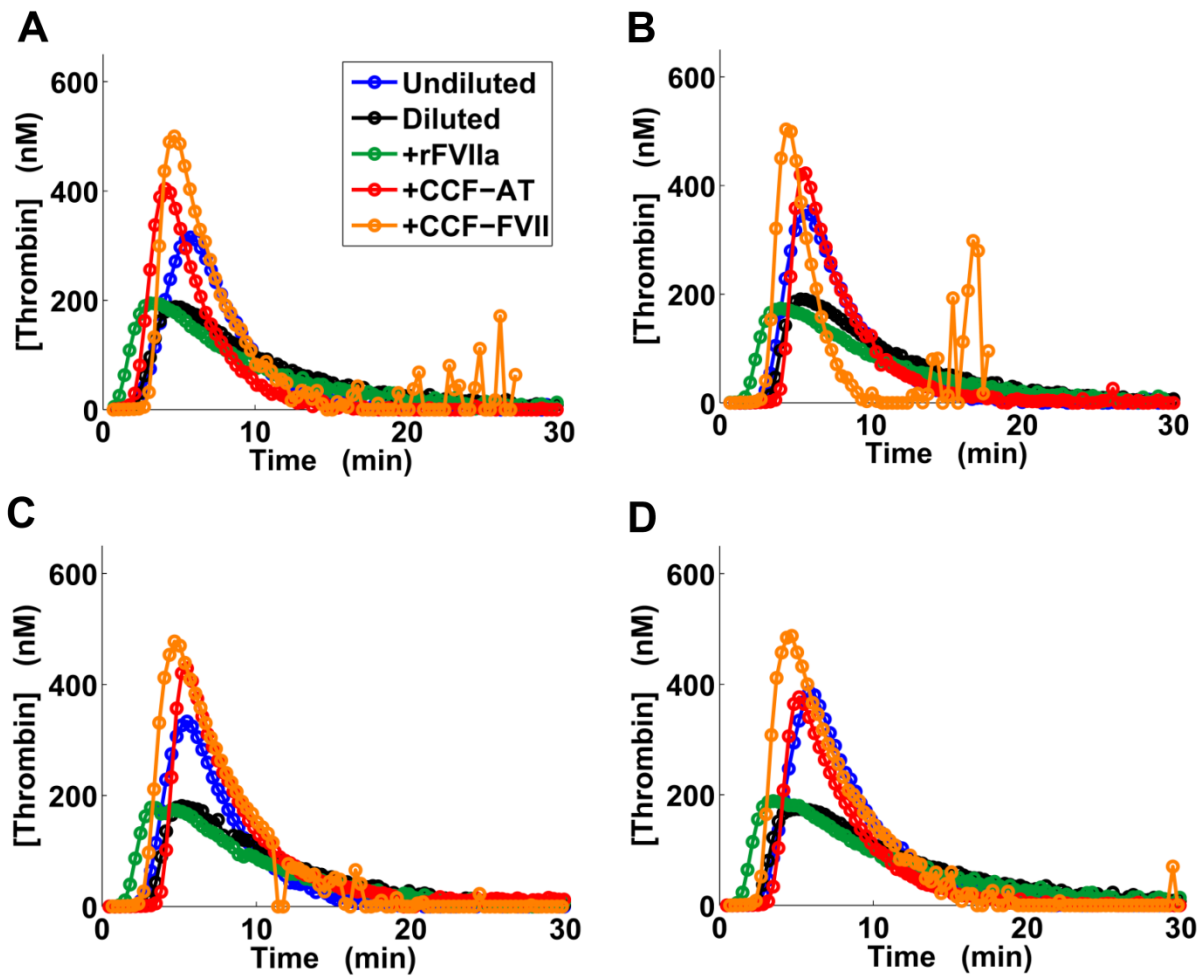 A
[Thrombin] (nM)
600
400
200
0
0
10
20
30
Time (min)
Undiluted
Diluted
+rFVIIa
+CCF-AT
+CCF-FVII
B
[Thrombin] (nM)
600
400
200
0
0
10
20
30
Time (min)
C
[Thrombin] (nM)
600
400
200
0
0
10
20
30
Time (min)
D
[Thrombin] (nM)
600
400
200
0
0
10
20
30
Time (min)